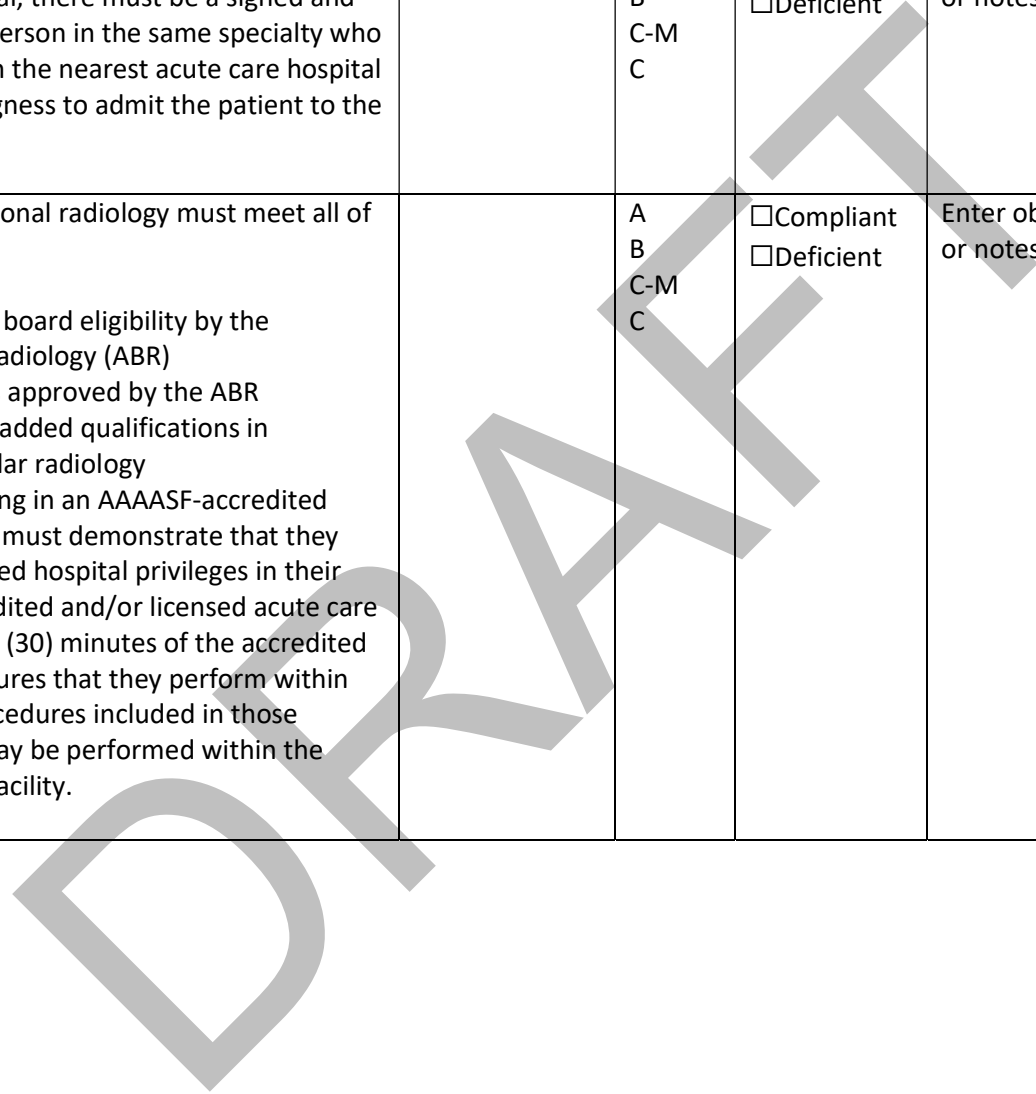 al, there must be a signed and
erson in the same specialty who
the nearest acute care hospital
gness to admit the patient to the
B
C-M
C
☐Deficient
or notes
onal radiology must meet all of
board eligibility by the
adiology (ABR)
approved by the ABR
added qualifications in
lar radiology
ng in an AAAASF-accredited
must demonstrate that they
ed hospital privileges in their
dited and/or licensed acute care
(30) minutes of the accredited
ures that they perform within
cedures included in those
ay be performed within the
acility.
A
B
C-M
C
☐Compliant
☐Deficient
Enter ob
or notes
DRAFT